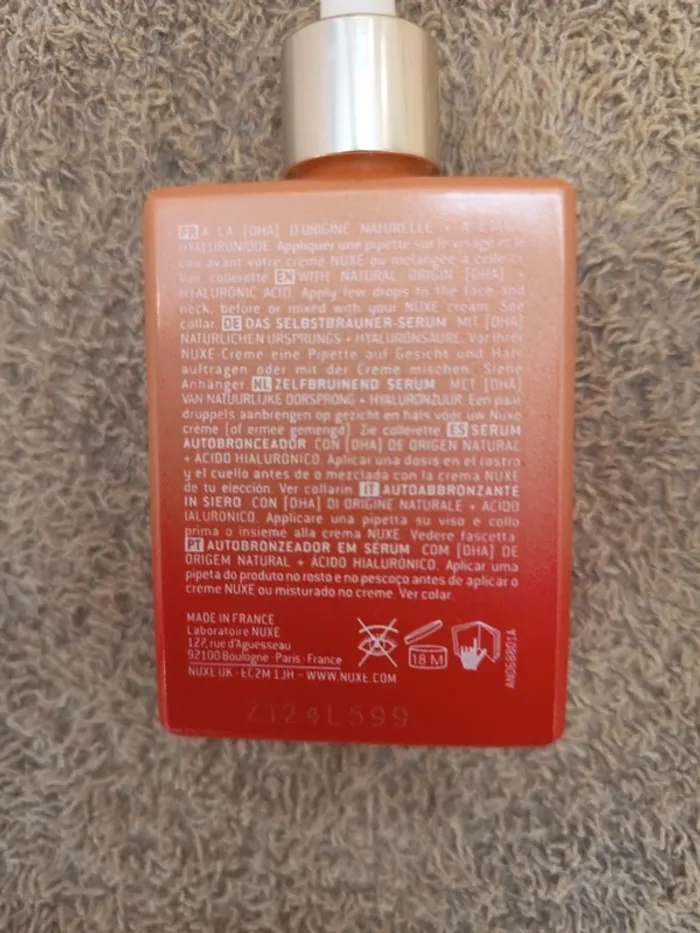 FR À LA [DHA] D'ORIGINE NATURELLE + À L'ACIDE
HYALURONIQUE. Appliquer une pipette sur le visage et le
cou avant votre crème NUXE ou mélangée à celle-ci.
Voir collerette EN WITH NATURAL ORIGIN [DHA] +
HYALURONIC ACID. Apply few drops to the face and
neck, before or mixed with your NUXE cream. See
collar. DE DAS SELBSTBRÄUNER-SERUM MIT [DHA]
NATÜRLICHEN URSPRUNGS + HYALURONSÄURE. Vor Ihrer
NUXE-Creme eine Pipette auf Gesicht und Hals
auftragen oder mit der Creme mischen. Siehe
Anhänger. NL ZELFBRUINEND SERUM MET [DHA]
VAN NATUURLIJKE OORSPRONG + HYALURONZUUR. Een paar
druppels aanbrengen op gezicht en hals vóór uw Nuxe
crème (of ermee gemengd). Zie collerette ES SÉRUM
AUTOBRONCEADOR CON [DHA] DE ORIGEN NATURAL
+ ÁCIDO HIALURÓNICO. Aplicar una dosis en el rostro
y el cuello antes de o mezclada con la crema NUXE
de tu elección. Ver collarín. IT AUTOABBRONZANTE
IN SIERO CON [DHA] DI ORIGINE NATURALE + ACIDO
IALURONICO. Applicare una pipetta su viso e collo
prima o insieme alla crema NUXE. Vedere fascetta.
PT AUTOBRONZEADOR EM SÉRUM COM [DHA] DE
ORIGEM NATURAL + ÁCIDO HIALURÓNICO. Aplicar uma
pipeta do produto no rosto e no pescoço antes de aplicar o
creme NUXE ou misturado no creme. Ver colar.
MADE IN FRANCE
Laboratoire NUXE
127, rue d'Aguesseau
92100 Boulogne - Paris - France
NUXE UK - EC2M 1JH - WWW.NUXE.COM
18 M
Z124L599